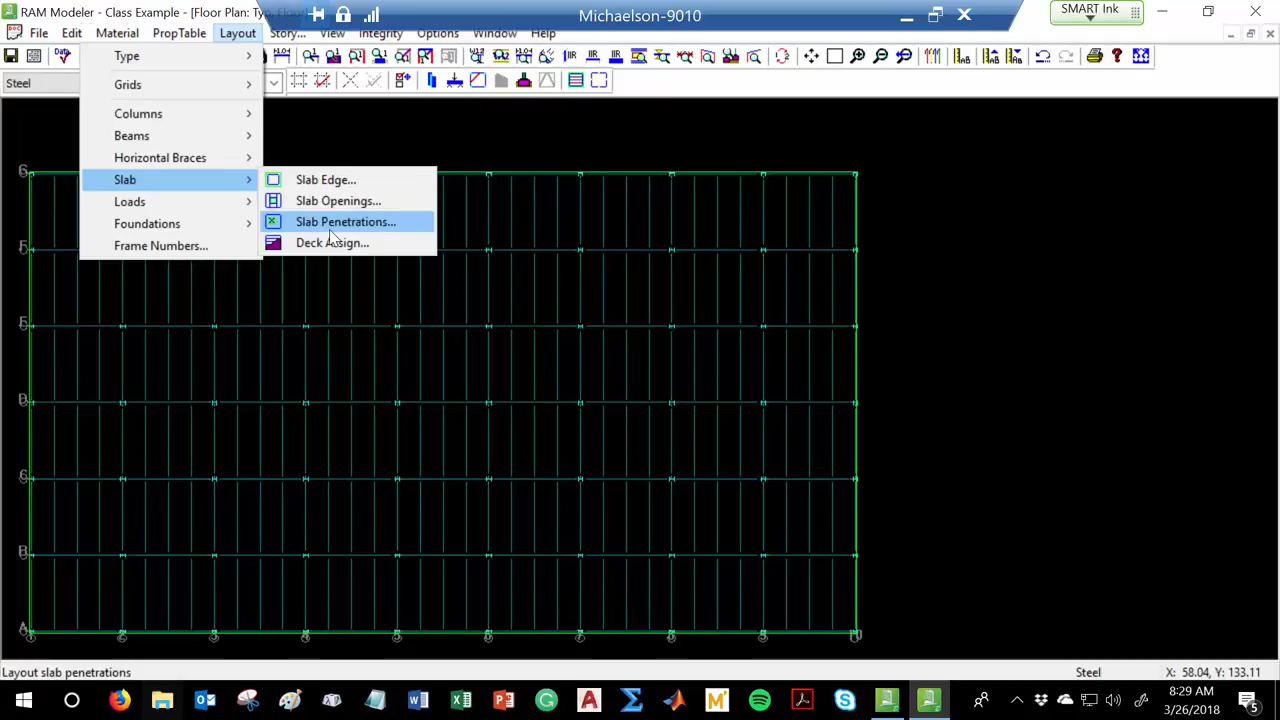 RAM Modeler - Class Example - [Floor Plan: Typ. Floor
Michaelson-9010
SMART Ink
File Edit Material PropTable Layout Story... View Integrity Options Window Help
Steel
Type
Grids
Columns
Beams
Horizontal Braces
Slab
Loads
Foundations
Frame Numbers...
Slab Edge...
Slab Openings...
Slab Penetrations...
Deck Assign...
A
Layout slab penetrations
Steel
X: 58.04, Y: 133.11
8:29 AM
3/26/2018
5